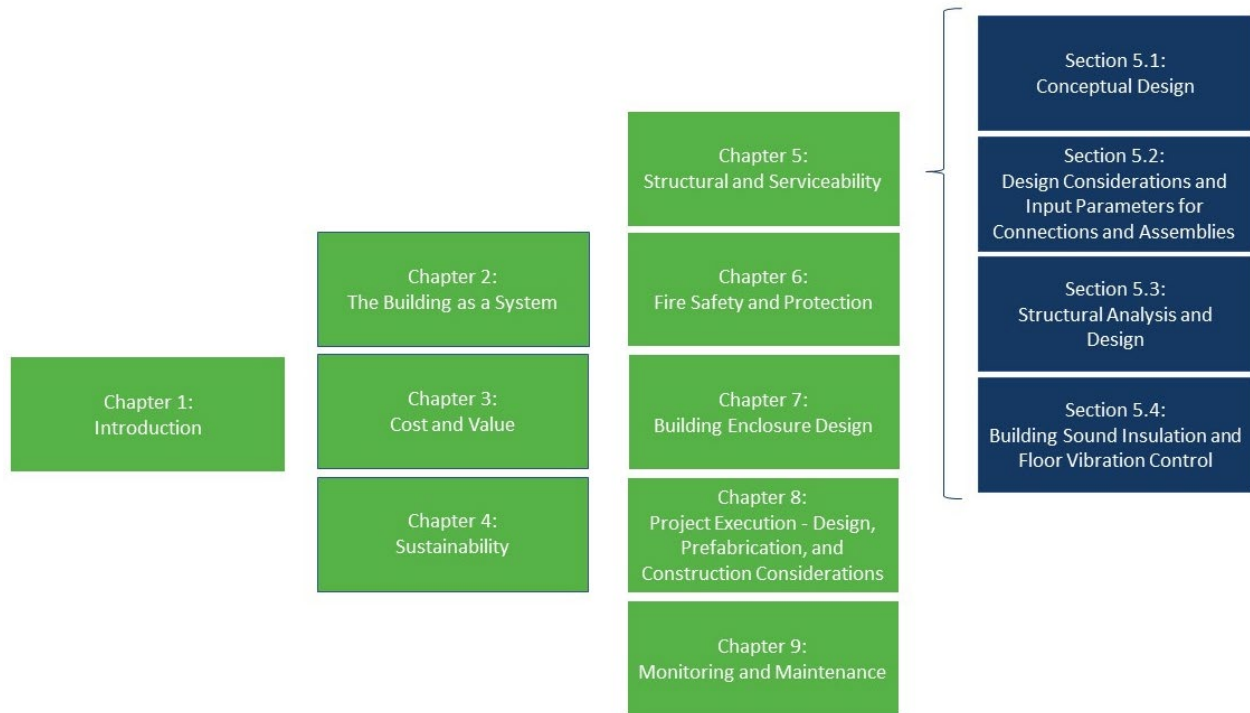 Chapter 1:
Introduction
Chapter 2:
The Building as a System
Chapter 3:
Cost and Value
Chapter 4:
Sustainability
Chapter 5:
Structural and Serviceability
Chapter 6:
Fire Safety and Protection
Chapter 7:
Building Enclosure Design
Chapter 8:
Project Execution - Design,
Prefabrication, and
Construction Considerations
Chapter 9:
Monitoring and Maintenance
Section 5.1:
Conceptual Design
Section 5.2:
Design Considerations and
Input Parameters for
Connections and Assemblies
Section 5.3:
Structural Analysis and
Design
Section 5.4:
Building Sound Insulation and
Floor Vibration Control